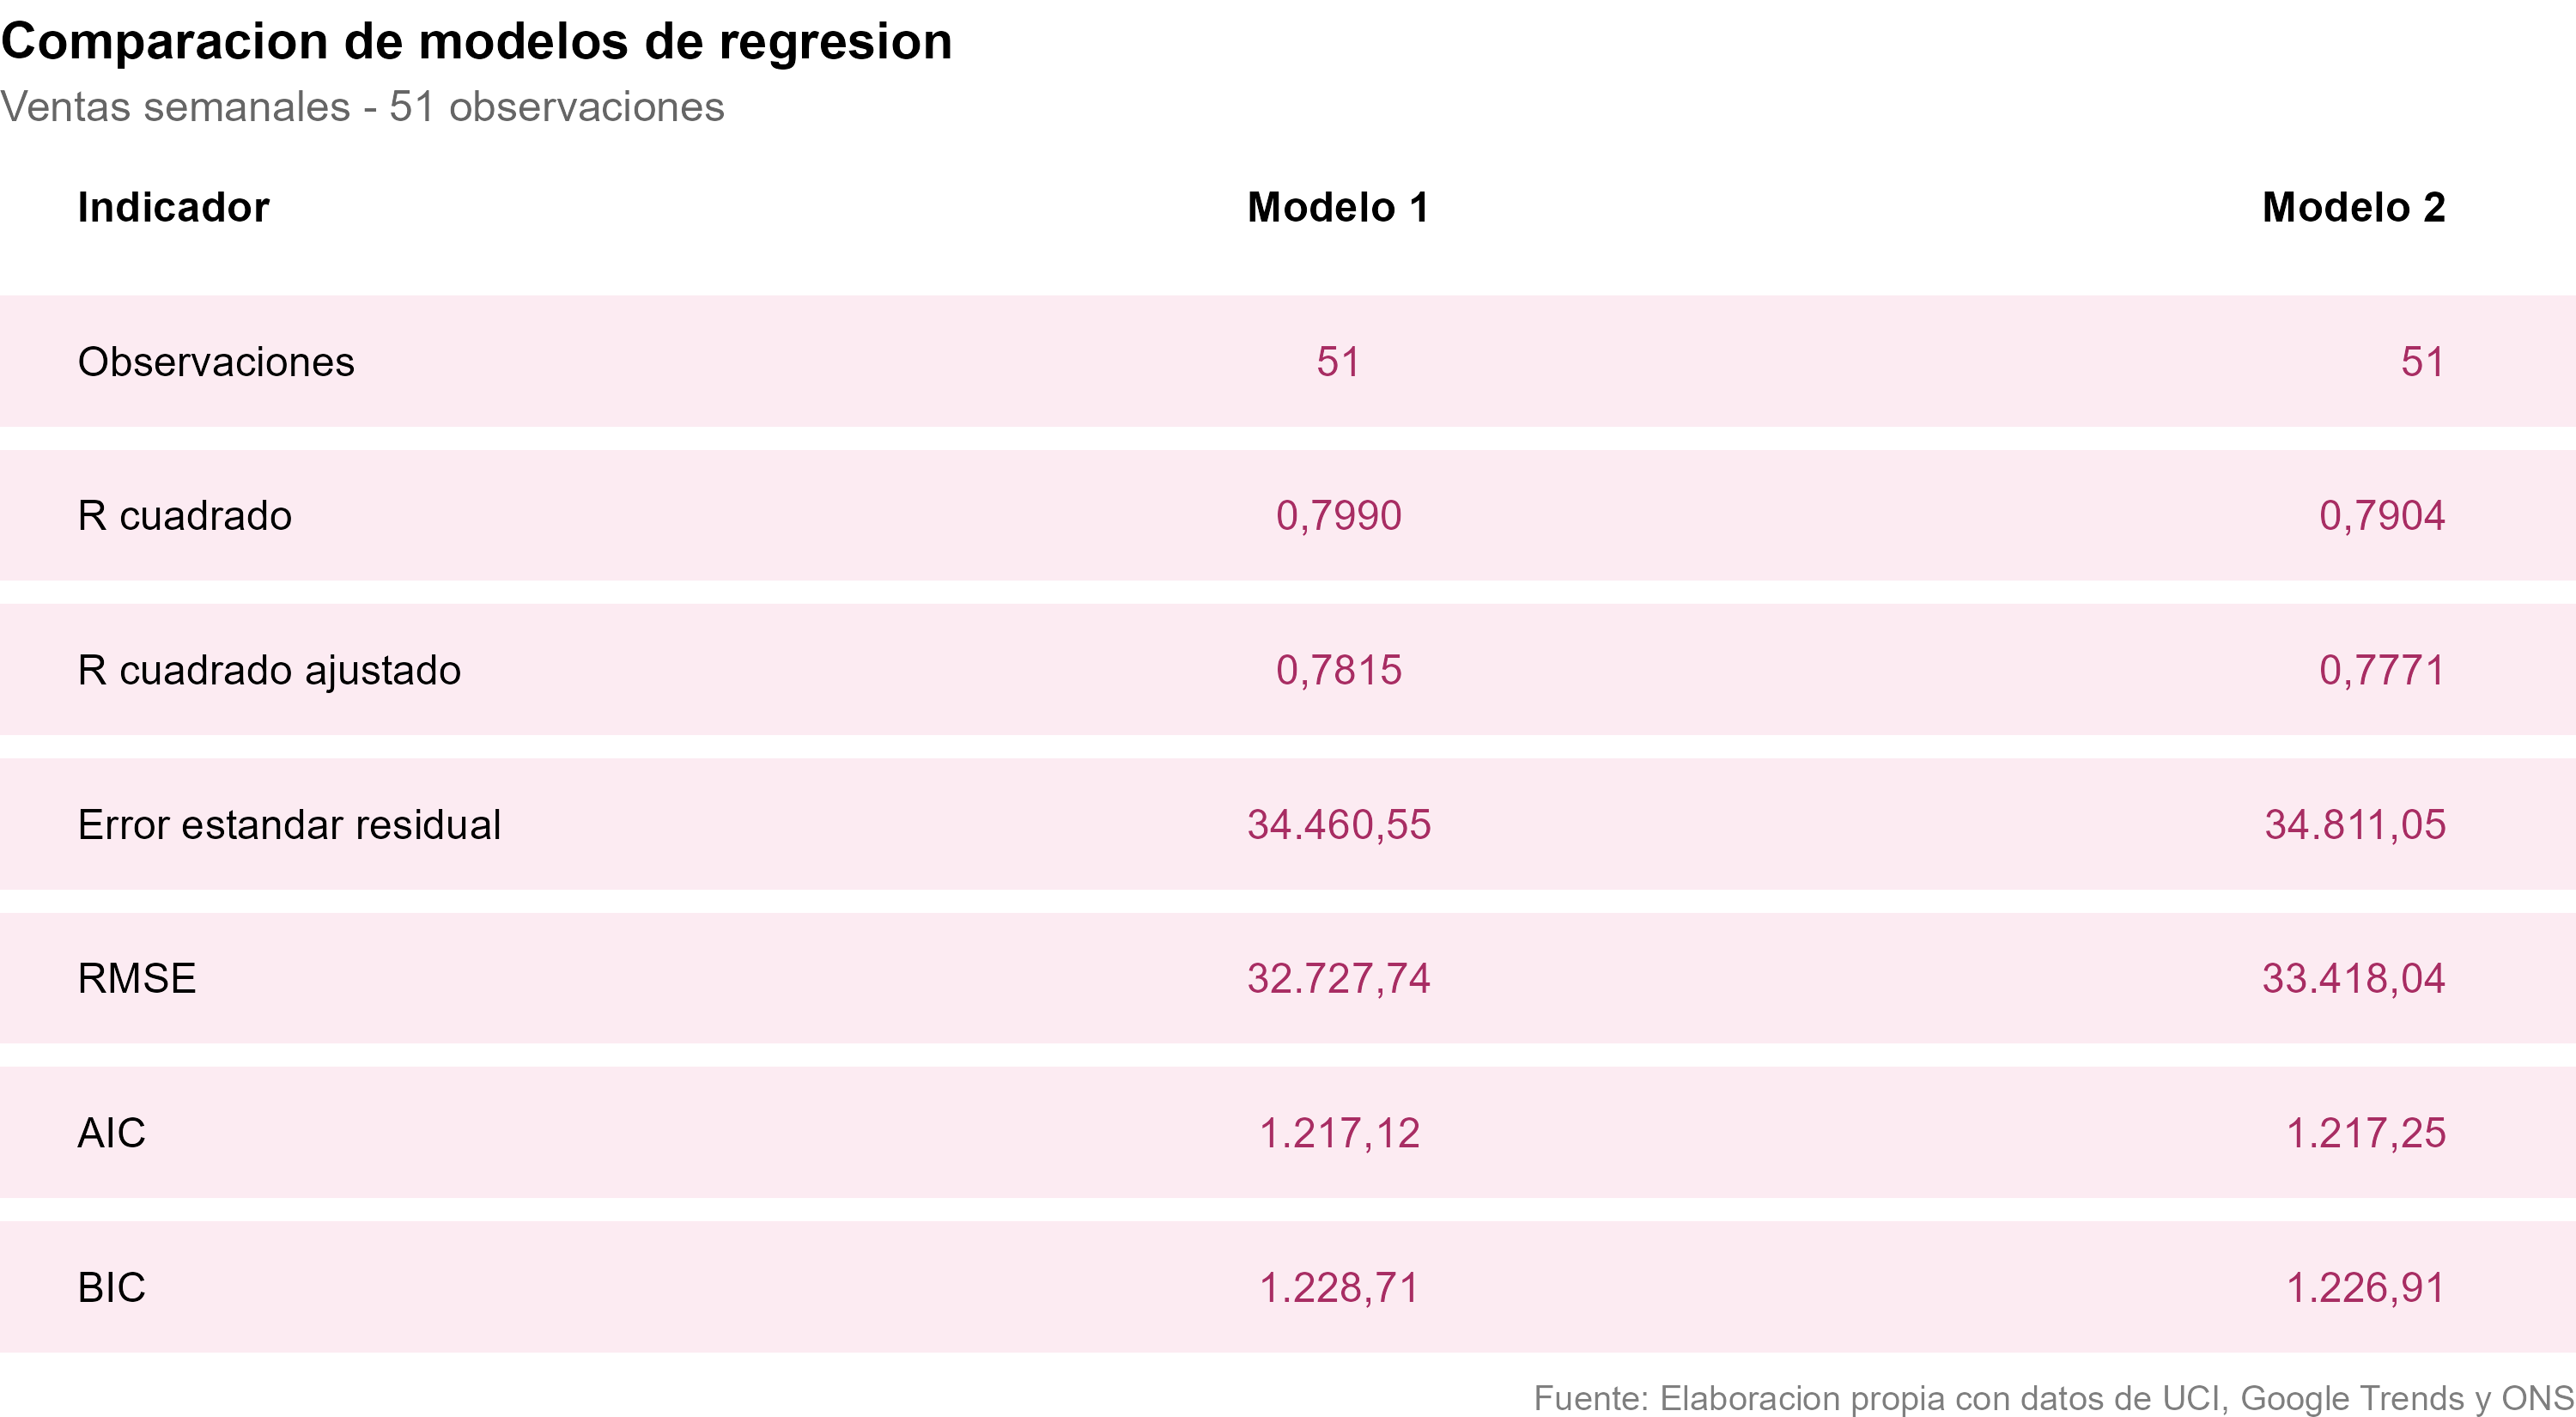 Comparacion de modelos de regresion
Ventas semanales - 51 observaciones
Indicador Modelo 1 Modelo 2
Observaciones 51 51
R cuadrado 0,7990 0,7904
R cuadrado ajustado 0,7815 0,7771
Error estandar residual 34.460,55 34.811,05
RMSE 32.727,74 33.418,04
AIC 1.217,12 1.217,25
BIC 1.228,71 1.226,91
Fuente: Elaboracion propia con datos de UCI, Google Trends y ONS